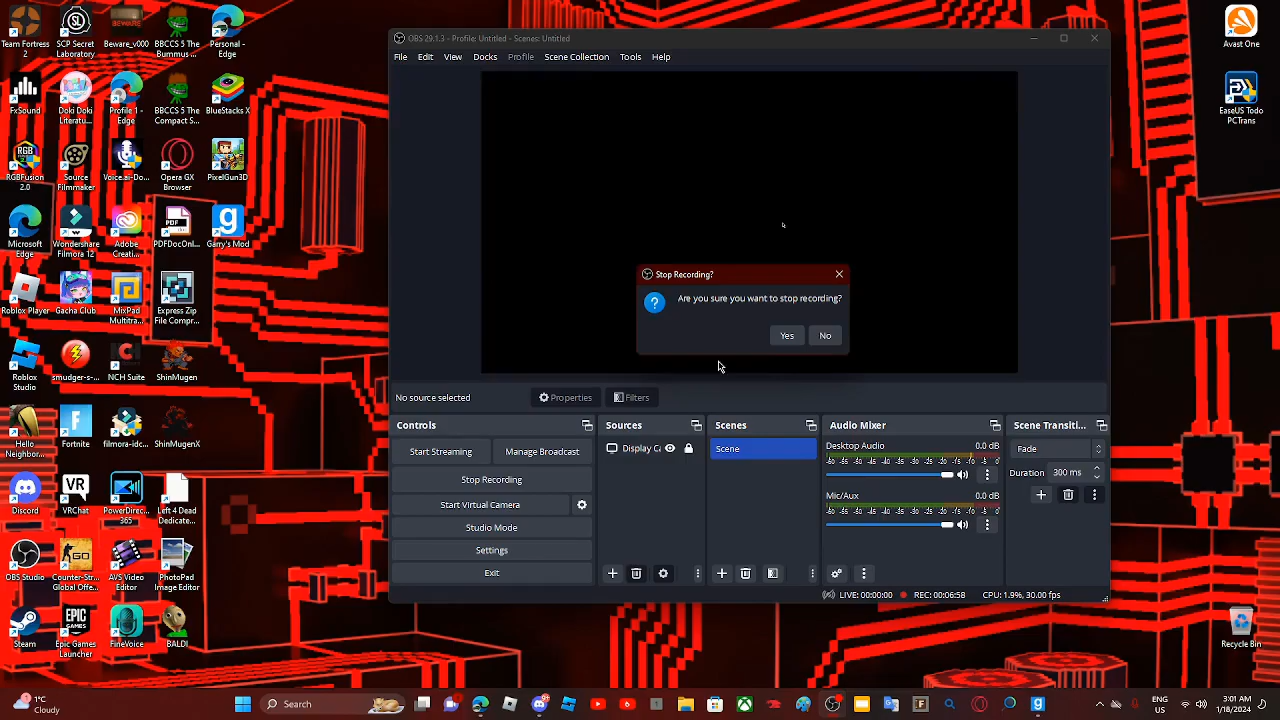 Team Fortress 2
SCP Secret Laboratory
Beware_v000
BBCCS 5 The Bummus ...
Personal - Edge
FxSound
Doki Doki Literatu...
Profile 1 - Edge
BBCCS 5 The Compact S...
BlueStacks X
RGBFusion 2.0
Source Filmmaker
Voice.ai-Do...
Opera GX Browser
PixelGun3D
Microsoft Edge
Wondershare Filmora 12
Adobe Creati...
PDFDocOnl...
Garry's Mod
Roblox Player
Gacha Club
MixPad Multitra...
Express Zip File Compr...
Roblox Studio
smudger-s-...
NCH Suite
ShinMugen
Hello Neighbor...
Fortnite
filmora-idc...
ShinMugenX
Discord
VRChat
PowerDirec... 365
Left 4 Dead Dedicate...
OBS Studio
Counter-Str... Global Offe...
AVS Video Editor
PhotoPad Image Editor
Steam
Epic Games Launcher
FineVoice
BALDI
Avast One
EaseUS Todo PCTrans
Recycle Bin
OBS 29.1.3 - Profile: Untitled - Scenes: Untitled
File Edit View Docks Profile Scene Collection Tools Help
Stop Recording?
Are you sure you want to stop recording?
Yes No
No source selected Properties Filters
Controls Sources Scenes Audio Mixer Scene Transiti...
Start Streaming Manage Broadcast
Stop Recording
Start Virtual Camera
Studio Mode
Settings
Exit
Display Ca
Scene
Desktop Audio 0.0 dB
Mic/Aux 0.0 dB
Fade
Duration 300 ms
LIVE: 00:00:00 REC: 00:06:58 CPU: 1.9%, 30.00 fps
1°C
Cloudy
Search
ENG
US
3:01 AM
1/18/2024